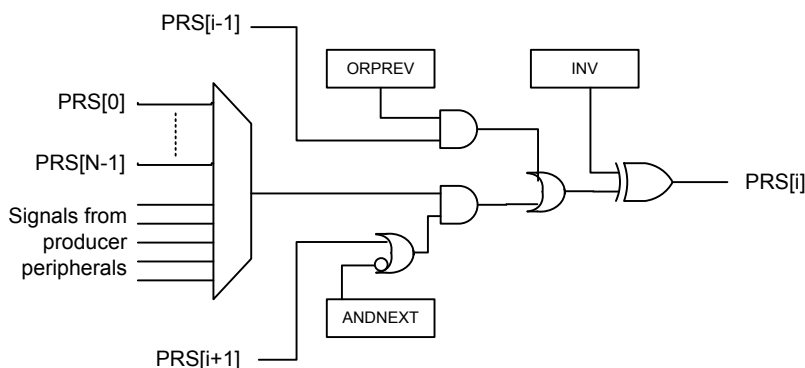 PRS[i-1]
ORPREV
INV
PRS[0]
PRS[N-1]
PRS[i]
Signals from
producer
peripherals
ANDNEXT
PRS[i+1]